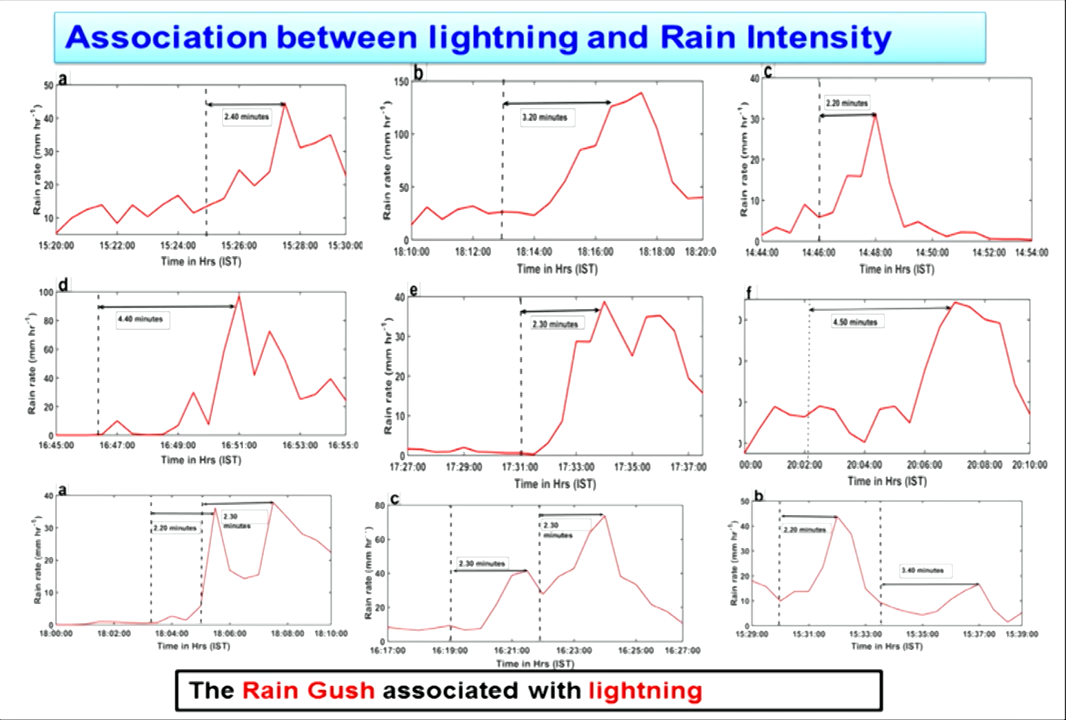 Association between lightning and Rain Intensity
a
50
40
30
20
10
Rain rate (mm hr⁻¹)
2.40 minutes
15:20:00 15:22:00 15:24:00 15:26:00 15:28:00 15:30:00
Time in Hrs (IST)
b
150
100
50
0
Rain rate (mm hr⁻¹)
3.20 minutes
18:10:00 18:12:00 18:14:00 18:16:00 18:18:00 18:20:00
Time in Hrs (IST)
c
40
30
20
10
0
Rain rate (mm hr⁻¹)
2.20 minutes
14:44:00 14:46:00 14:48:00 14:50:00 14:52:00 14:54:00
Time in Hrs (IST)
d
100
80
60
40
20
0
Rain rate (mm hr⁻¹)
4.40 minutes
16:45:00 16:47:00 16:49:00 16:51:00 16:53:00 16:55:0
Time in Hrs (IST)
e
40
30
20
10
0
Rain rate (mm hr⁻¹)
2.30 minutes
17:27:00 17:29:00 17:31:00 17:33:00 17:35:00 17:37:00
Time in Hrs (IST)
f
4.50 minutes
00:00 20:02:00 20:04:00 20:06:00 20:08:00 20:10:00
Time in Hrs (IST)
a
40
30
20
10
0
Rain rate (mm hr⁻¹)
2.20 minutes
2.30
minutes
18:00:00 18:02:00 18:04:00 18:06:00 18:08:00 18:10:00
Time in Hrs (IST)
c
80
60
40
20
0
Rain rate (mm hr⁻¹)
2.30 minutes
2.30
minutes
16:17:00 16:19:00 16:21:00 16:23:00 16:25:00 16:27:00
Time in Hrs (IST)
b
50
40
30
20
10
0
Rain rate (mm hr⁻¹)
2.20 minutes
3.40 minutes
15:29:00 15:31:00 15:33:00 15:35:00 15:37:00 15:39:00
Time in Hrs (IST)
The Rain Gush associated with lightning